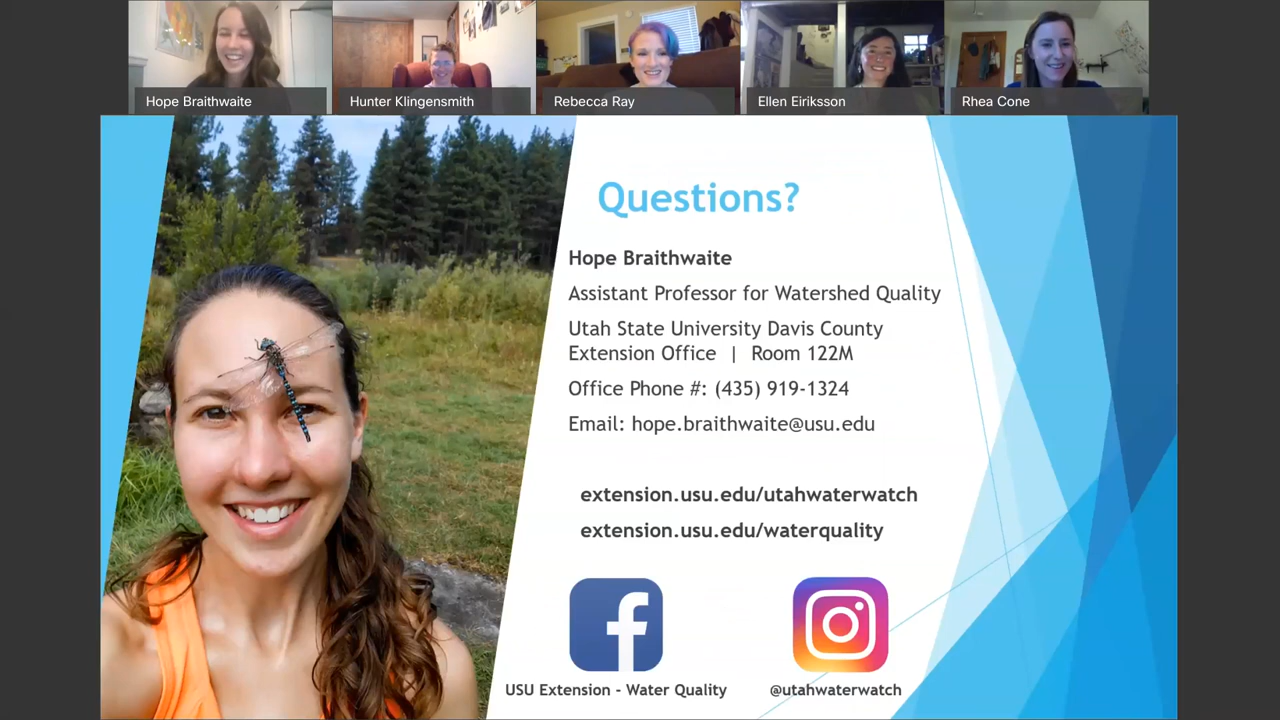 Hope Braithwaite
Hunter Klingensmith
Rebecca Ray
Ellen Eiriksson
Rhea Cone
Questions?
Hope Braithwaite
Assistant Professor for Watershed Quality
Utah State University Davis County
Extension Office | Room 122M
Office Phone #: (435) 919-1324
Email: hope.braithwaite@usu.edu
extension.usu.edu/utahwaterwatch
extension.usu.edu/waterquality
USU Extension - Water Quality
@utahwaterwatch